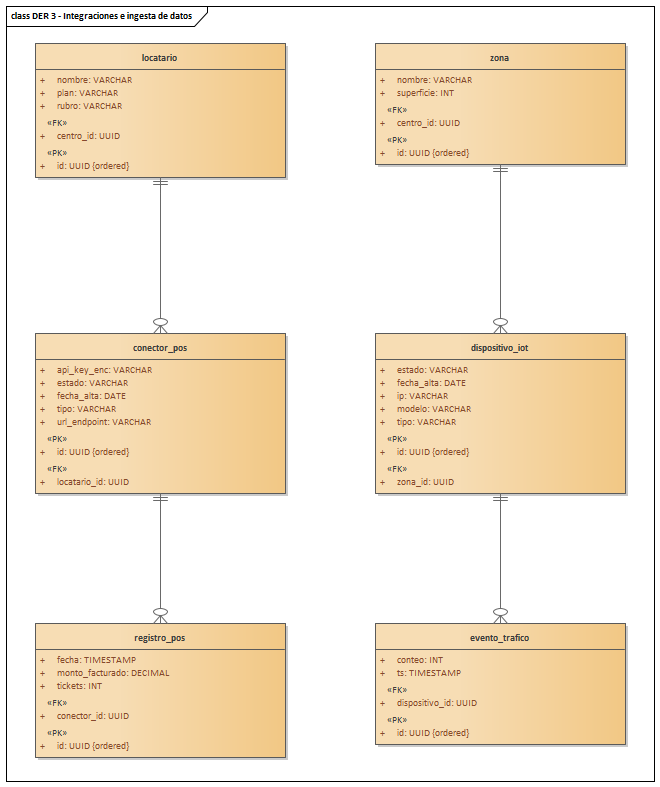 class DER 3 - Integraciones e ingesta de datos
locatario
+ nombre: VARCHAR
+ plan: VARCHAR
+ rubro: VARCHAR
«FK»
+ centro_id: UUID
«PK»
+ id: UUID {ordered}
zona
+ nombre: VARCHAR
+ superficie: INT
«FK»
+ centro_id: UUID
«PK»
+ id: UUID {ordered}
conector_pos
+ api_key_enc: VARCHAR
+ estado: VARCHAR
+ fecha_alta: DATE
+ tipo: VARCHAR
+ url_endpoint: VARCHAR
«PK»
+ id: UUID {ordered}
«FK»
+ locatario_id: UUID
dispositivo_iot
+ estado: VARCHAR
+ fecha_alta: DATE
+ ip: VARCHAR
+ modelo: VARCHAR
+ tipo: VARCHAR
«PK»
+ id: UUID {ordered}
«FK»
+ zona_id: UUID
registro_pos
+ fecha: TIMESTAMP
+ monto_facturado: DECIMAL
+ tickets: INT
«FK»
+ conector_id: UUID
«PK»
+ id: UUID {ordered}
evento_trafico
+ conteo: INT
+ ts: TIMESTAMP
«FK»
+ dispositivo_id: UUID
«PK»
+ id: UUID {ordered}